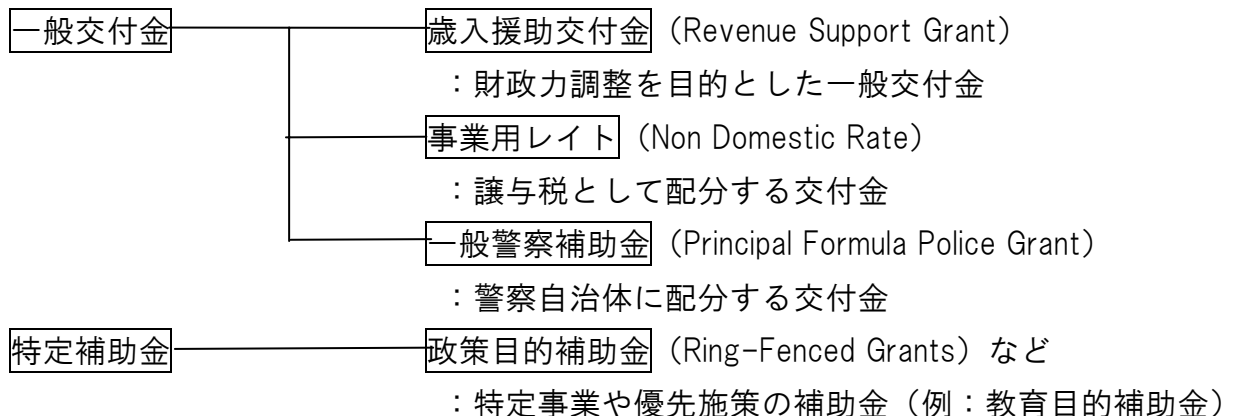 一般交付金 歳入援助交付金（Revenue Support Grant）
：財政力調整を目的とした一般交付金
事業用レイト（Non Domestic Rate）
：譲与税として配分する交付金
一般警察補助金（Principal Formula Police Grant）
：警察自治体に配分する交付金
特定補助金 政策目的補助金（Ring-Fenced Grants）など
：特定事業や優先施策の補助金（例：教育目的補助金）